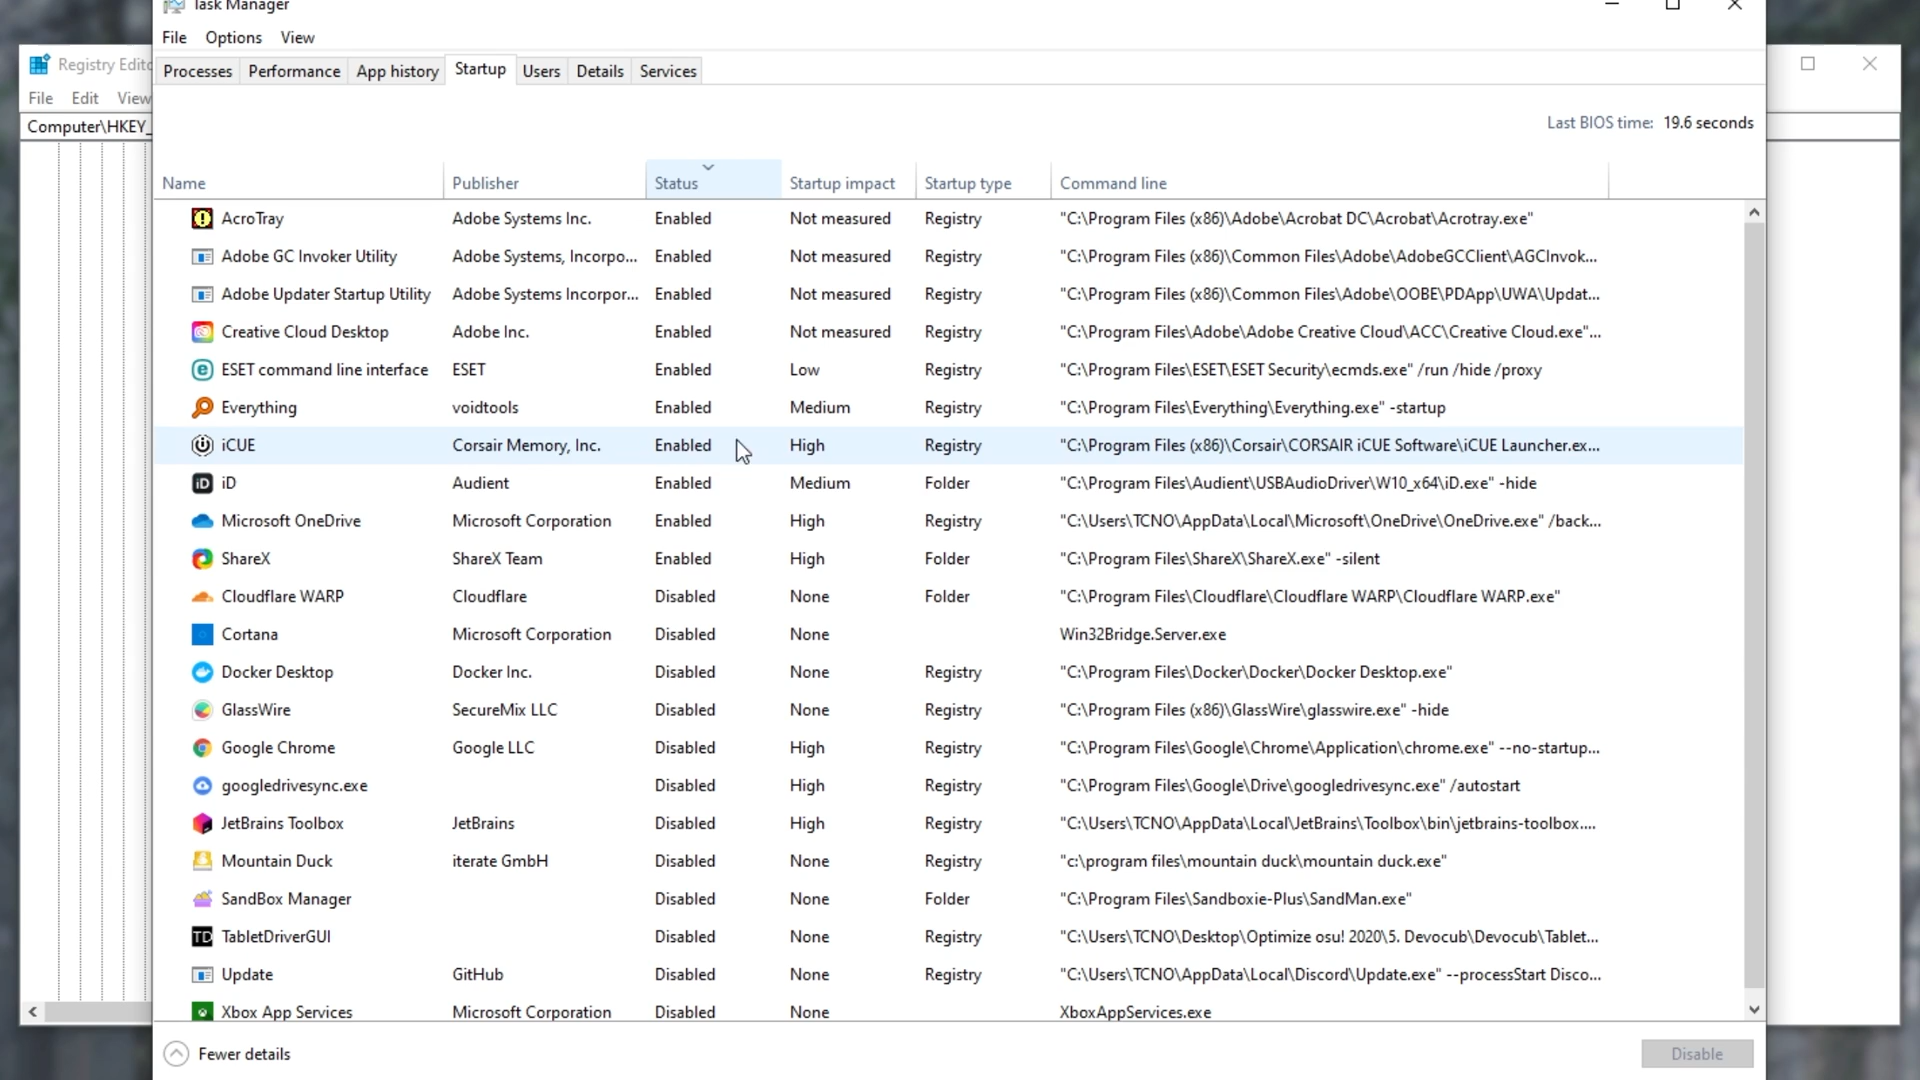 Task Manager
File Options View
Registry Edito
File Edit View
Computer\HKEY_
Processes Performance App history Startup Users Details Services
Last BIOS time: 19.6 seconds
Name Publisher Status Startup impact Startup type Command line
AcroTray Adobe Systems Inc. Enabled Not measured Registry "C:\Program Files (x86)\Adobe\Acrobat DC\Acrobat\Acrotray.exe"
Adobe GC Invoker Utility Adobe Systems, Incorpo... Enabled Not measured Registry "C:\Program Files (x86)\Common Files\Adobe\AdobeGCClient\AGCInvok...
Adobe Updater Startup Utility Adobe Systems Incorpor... Enabled Not measured Registry "C:\Program Files (x86)\Common Files\Adobe\OOBE\PDApp\UWA\Updat...
Creative Cloud Desktop Adobe Inc. Enabled Not measured Registry "C:\Program Files\Adobe\Adobe Creative Cloud\ACC\Creative Cloud.exe"...
ESET command line interface ESET Enabled Low Registry "C:\Program Files\ESET\ESET Security\ecmds.exe" /run /hide /proxy
Everything voidtools Enabled Medium Registry "C:\Program Files\Everything\Everything.exe" -startup
iCUE Corsair Memory, Inc. Enabled High Registry "C:\Program Files (x86)\Corsair\CORSAIR iCUE Software\iCUE Launcher.ex...
iD iD Audient Enabled Medium Folder "C:\Program Files\Audient\USBAudioDriver\W10_x64\iD.exe" -hide
Microsoft OneDrive Microsoft Corporation Enabled High Registry "C:\Users\TCNO\AppData\Local\Microsoft\OneDrive\OneDrive.exe" /back...
ShareX ShareX Team Enabled High Folder "C:\Program Files\ShareX\ShareX.exe" -silent
Cloudflare WARP Cloudflare Disabled None Folder "C:\Program Files\Cloudflare\Cloudflare WARP\Cloudflare WARP.exe"
Cortana Microsoft Corporation Disabled None Win32Bridge.Server.exe
Docker Desktop Docker Inc. Disabled None Registry "C:\Program Files\Docker\Docker\Docker Desktop.exe"
GlassWire SecureMix LLC Disabled None Registry "C:\Program Files (x86)\GlassWire\glasswire.exe" -hide
Google Chrome Google LLC Disabled High Registry "C:\Program Files\Google\Chrome\Application\chrome.exe" --no-startup...
googledrivesync.exe Disabled High Registry "C:\Program Files\Google\Drive\googledrivesync.exe" /autostart
JetBrains Toolbox JetBrains Disabled High Registry "C:\Users\TCNO\AppData\Local\JetBrains\Toolbox\bin\jetbrains-toolbox....
Mountain Duck iterate GmbH Disabled None Registry "c:\program files\mountain duck\mountain duck.exe"
SandBox Manager Disabled None Folder "C:\Program Files\Sandboxie-Plus\SandMan.exe"
TD TabletDriverGUI Disabled None Registry "C:\Users\TCNO\Desktop\Optimize osu! 2020\5. Devocub\Devocub\Tablet...
Update GitHub Disabled None Registry "C:\Users\TCNO\AppData\Local\Discord\Update.exe" --processStart Disco...
Xbox App Services Microsoft Corporation Disabled None XboxAppServices.exe
Fewer details Disable